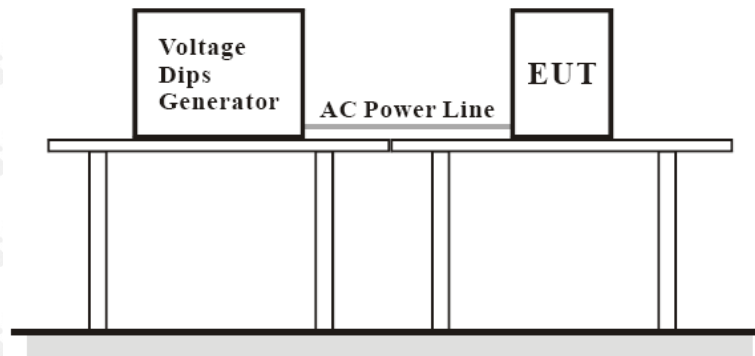 Voltage
Dips
Generator
EUT
AC Power Line